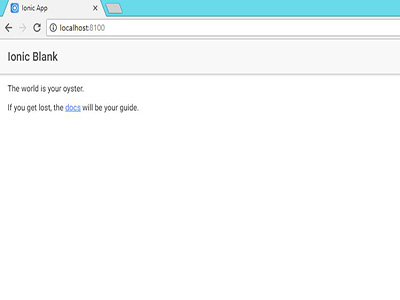 Ionic App
localhost:8100
Ionic Blank
The world is your oyster.
If you get lost, the docs will be your guide.